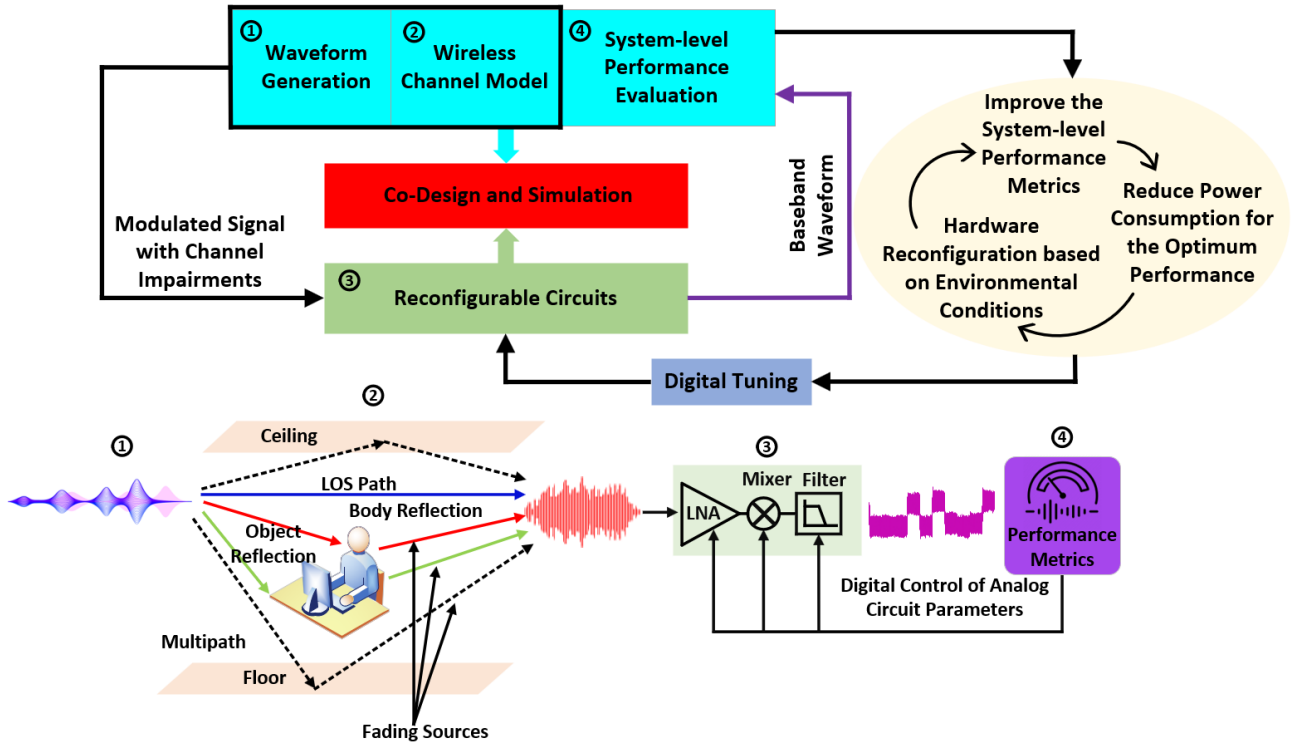 ①
Waveform
Generation
②
Wireless
Channel Model
④
System-level
Performance
Evaluation
Co-Design and Simulation
Modulated Signal
with Channel
Impairments
③
Reconfigurable Circuits
Baseband
Waveform
Improve the
System-level
Performance
Metrics
Reduce Power
Consumption for
the Optimum
Performance
Hardware
Reconfiguration based
on Environmental
Conditions
Digital Tuning
①
②
Ceiling
LOS Path
Body Reflection
Object
Reflection
Multipath
Floor
Fading Sources
③
LNA
Mixer
Filter
④
Performance
Metrics
Digital Control of Analog
Circuit Parameters